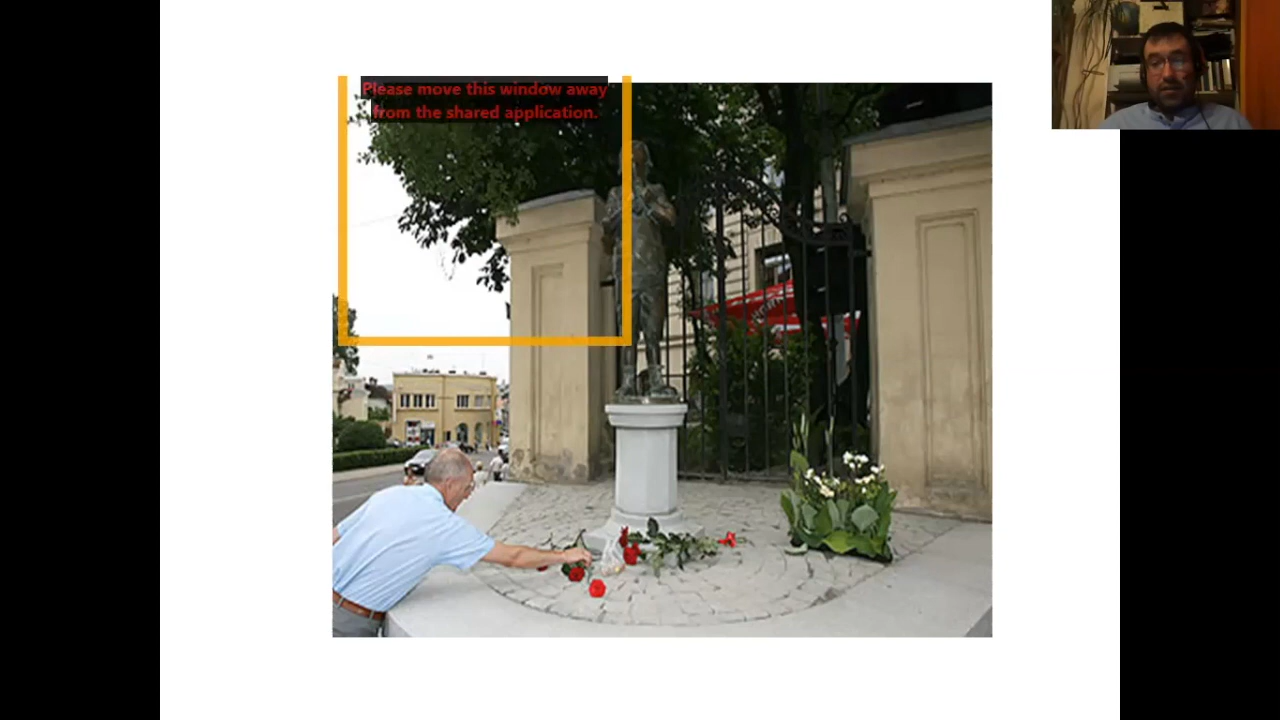 Please move this window away
from the shared application.